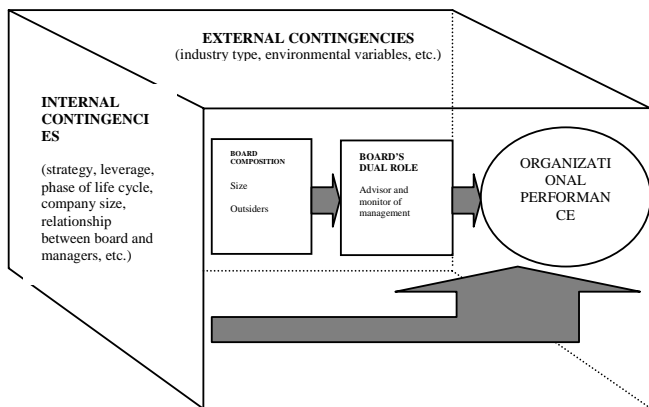 EXTERNAL CONTINGENCIES
(industry type, environmental variables, etc.)
INTERNAL
CONTINGENCI
ES
(strategy, leverage,
phase of life cycle,
company size,
relationship
between board and
managers, etc.)
BOARD
COMPOSITION
Size
Outsiders
BOARD'S
DUAL ROLE
Advisor and
monitor of
management
ORGANIZATI
ONAL
PERFORMAN
CE